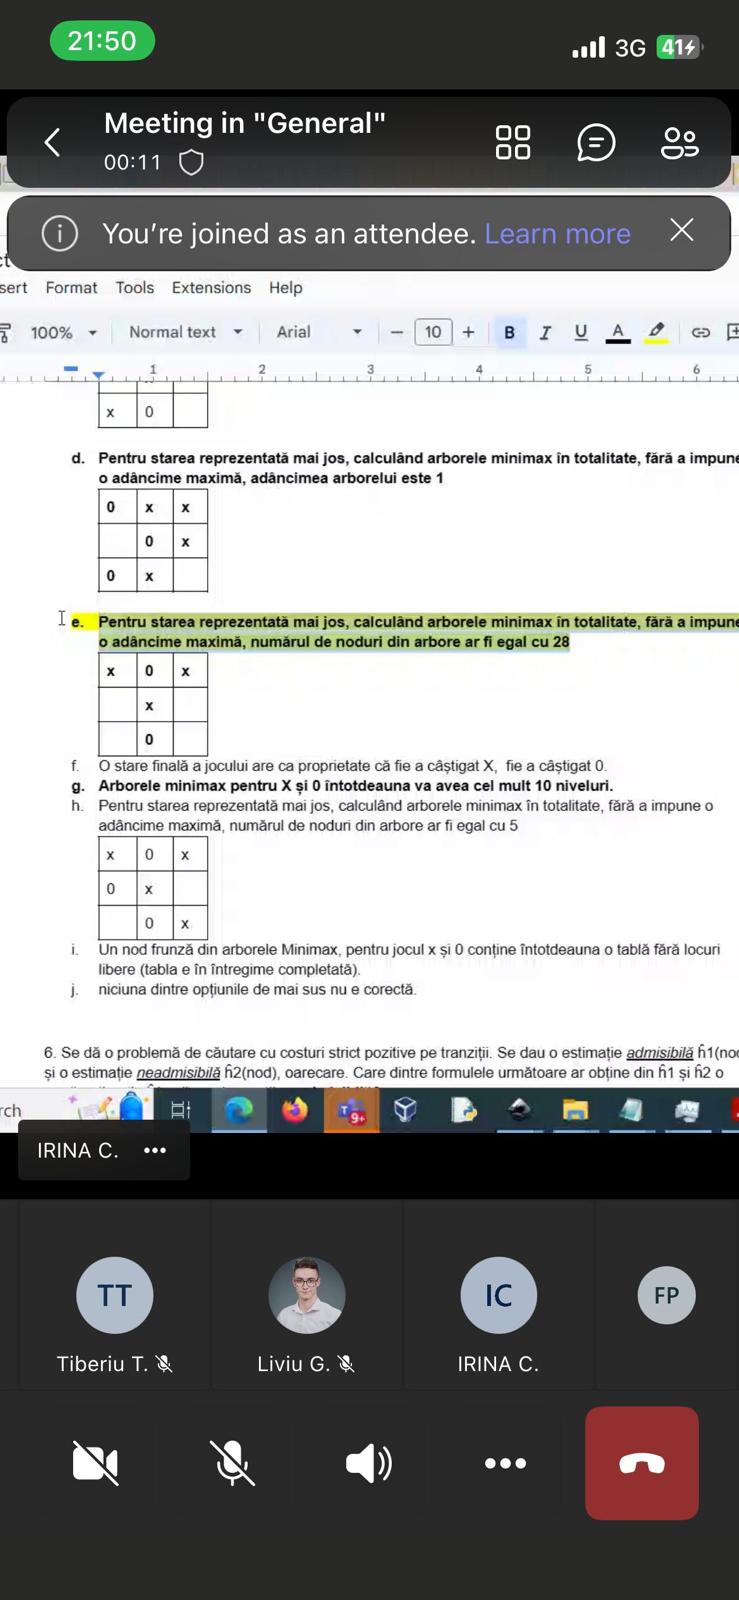 21:50
3G 41
Meeting in "General"
00:11
You're joined as an attendee. Learn more
sert Format Tools Extensions Help
100% Normal text Arial − 10 + B I U A
1 2 3 4 5 6
x 0
d. Pentru starea reprezentată mai jos, calculând arborele minimax în totalitate, fără a impune
o adâncime maximă, adâncimea arborelui este 1
0 x x
0 x
0 x
e. Pentru starea reprezentată mai jos, calculând arborele minimax în totalitate, fără a impune
o adâncime maximă, numărul de noduri din arbore ar fi egal cu 28
x 0 x
x
0
f. O stare finală a jocului are ca proprietate că fie a câștigat X, fie a câștigat 0.
g. Arborele minimax pentru X și 0 întotdeauna va avea cel mult 10 niveluri.
h. Pentru starea reprezentată mai jos, calculând arborele minimax în totalitate, fără a impune o
adâncime maximă, numărul de noduri din arbore ar fi egal cu 5
x 0 x
0 x
0 x
i. Un nod frunză din arborele Minimax, pentru jocul x și 0 conține întotdeauna o tablă fără locuri
libere (tabla e în întregime completată).
j. niciuna dintre opțiunile de mai sus nu e corectă.
6. Se dă o problemă de căutare cu costuri strict pozitive pe tranziții. Se dau o estimație admisibilă ĥ1(nod
și o estimație neadmisibilă ĥ2(nod), oarecare. Care dintre formulele următoare ar obține din ĥ1 și ĥ2 o
rch
9+
IRINA C. •••
TT
IC
FP
Tiberiu T.
Liviu G.
IRINA C.